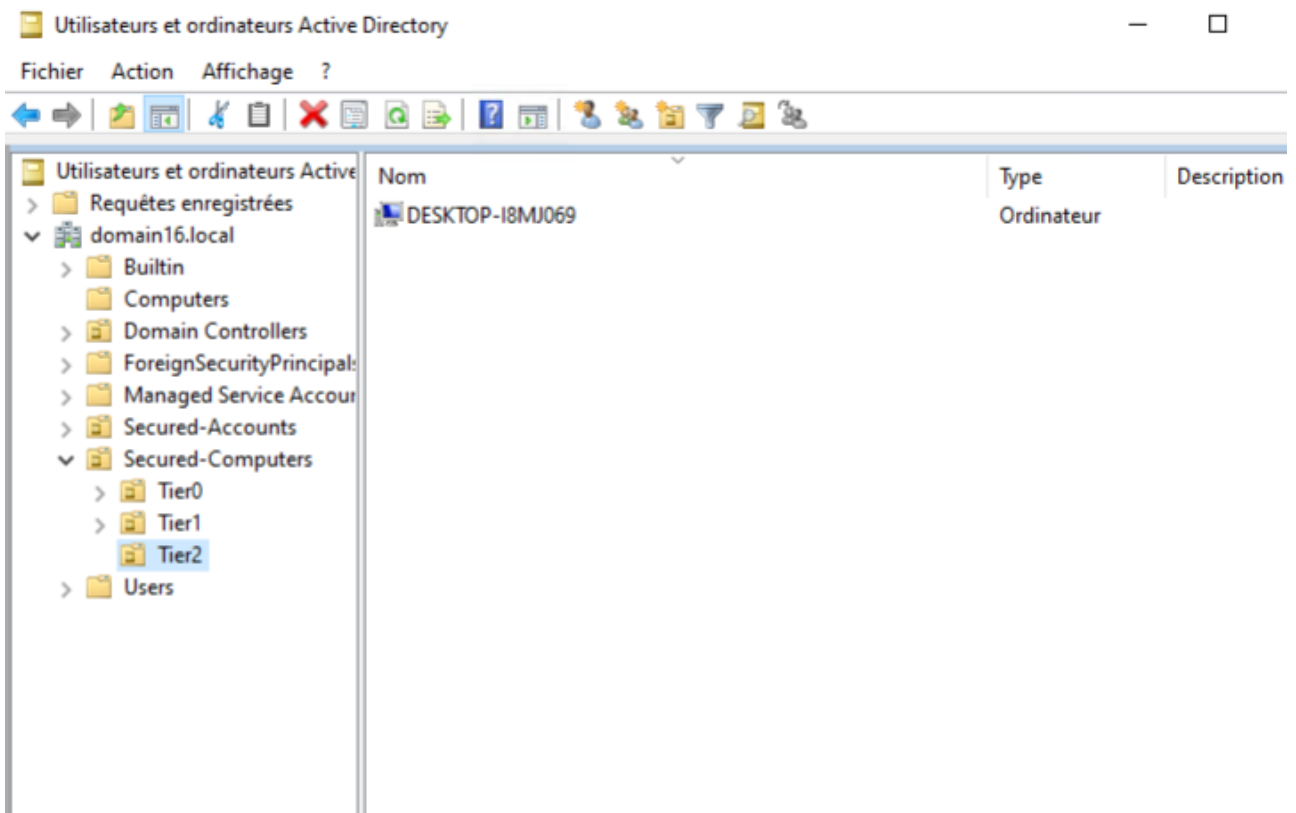 Utilisateurs et ordinateurs Active Directory
Fichier Action Affichage ?
Utilisateurs et ordinateurs Active
Requêtes enregistrées
domain16.local
Builtin
Computers
Domain Controllers
ForeignSecurityPrincipals
Managed Service Accour
Secured-Accounts
Secured-Computers
Tier0
Tier1
Tier2
Users
Nom Type Description
DESKTOP-I8MJ069 Ordinateur